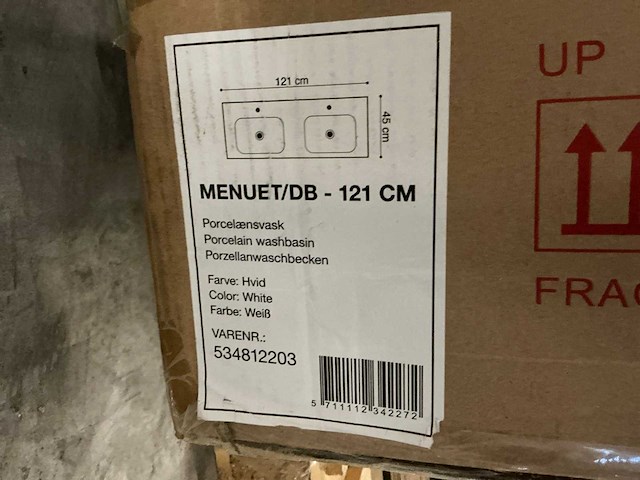 121 cm
45 cm
MENUET/DB - 121 CM
Porcelænsvask
Porcelain washbasin
Porzellanwaschbecken
Farve: Hvid
Color: White
Farbe: Weiß
VARENR.:
534812203
5 711112 342272
UP
FRAG